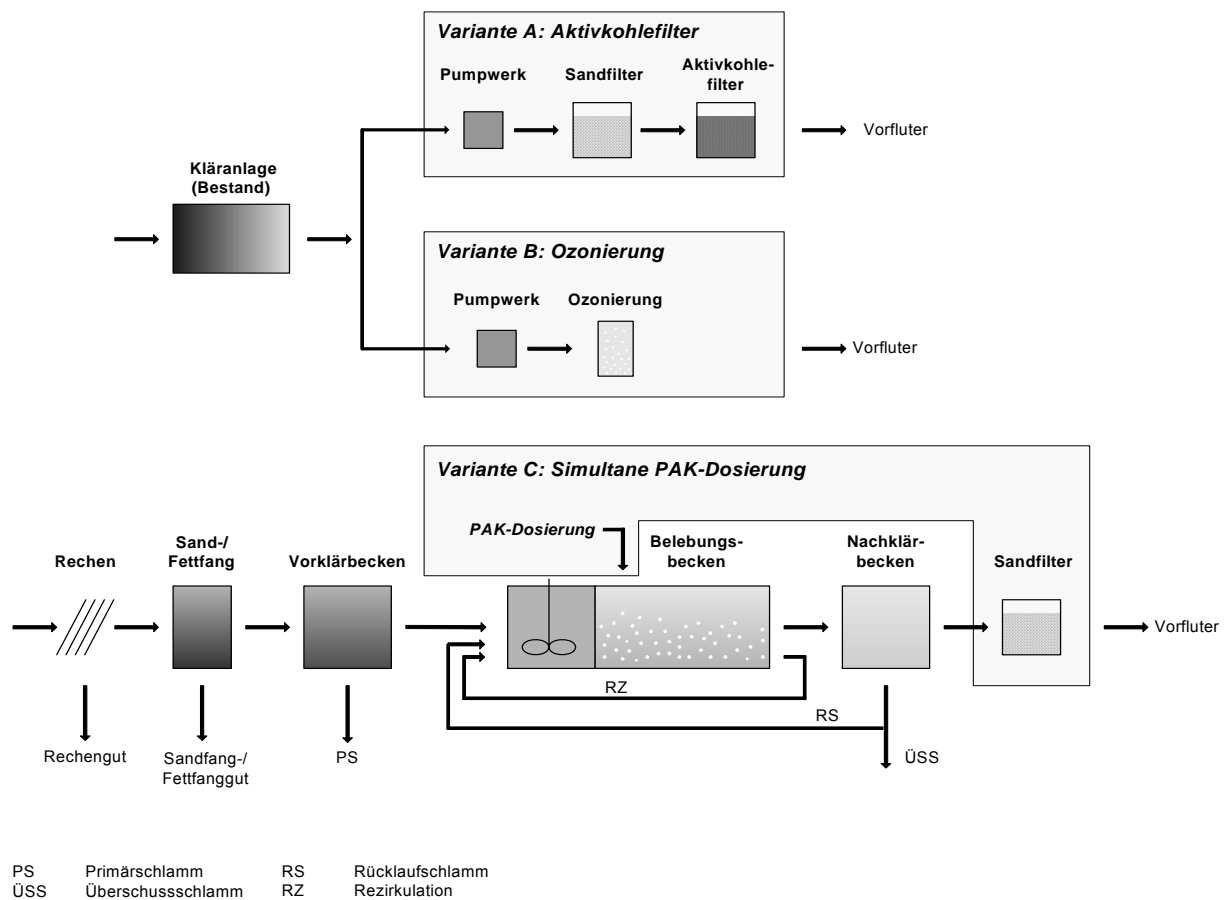 Variante A: Aktivkohlefilter
Pumpwerk
Sandfilter
Aktivkohle-
filter
Vorfluter
Kläranlage
(Bestand)
Variante B: Ozonierung
Pumpwerk
Ozonierung
Vorfluter
Variante C: Simultane PAK-Dosierung
PAK-Dosierung
Rechen
Sand-/
Fettfang
Vorklärbecken
Belebungs-
becken
Nachklär-
becken
Sandfilter
Vorfluter
RZ
RS
Rechengut
Sandfang-/
Fettfanggut
PS
ÜSS
PS Primärschlamm RS Rücklaufschlamm
ÜSS Überschussschlamm RZ Rezirkulation